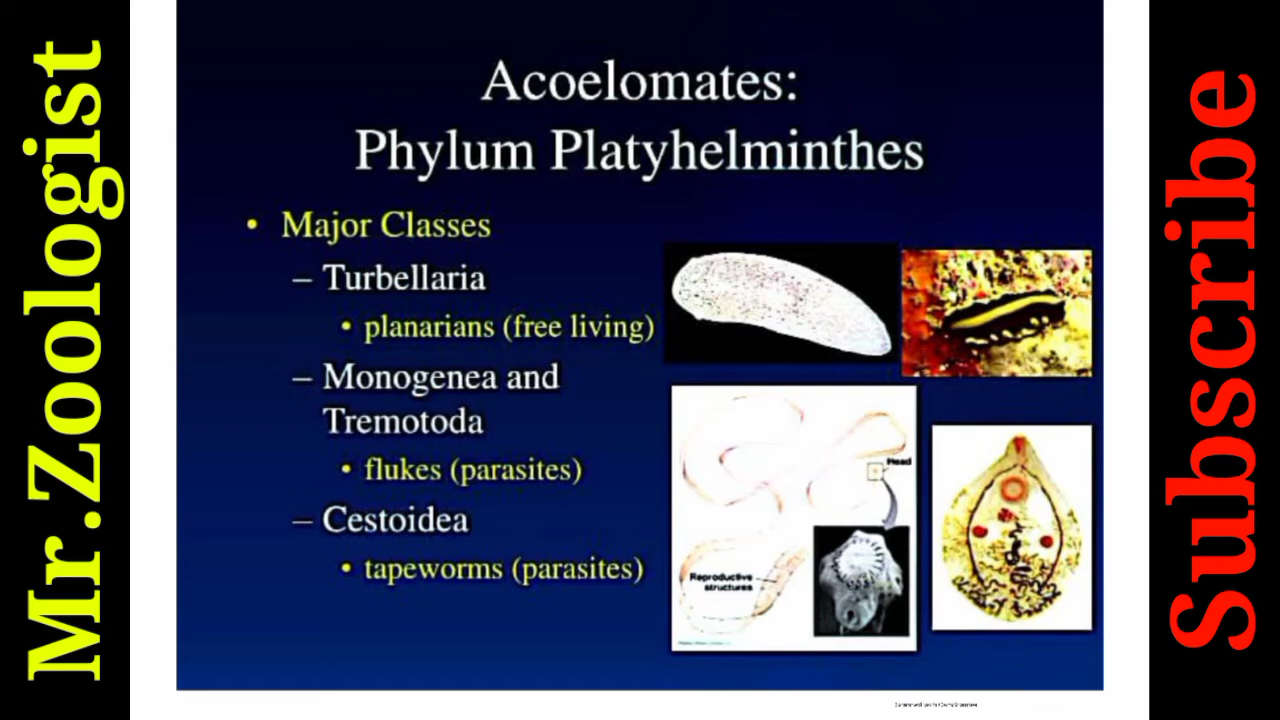 Mr.Zoologist
Acoelomates:
Phylum Platyhelminthes
• Major Classes
– Turbellaria
• planarians (free living)
– Monogenea and
Tremotoda
• flukes (parasites)
– Cestoidea
• tapeworms (parasites)
Head
Reproductive
structures
Subscribe